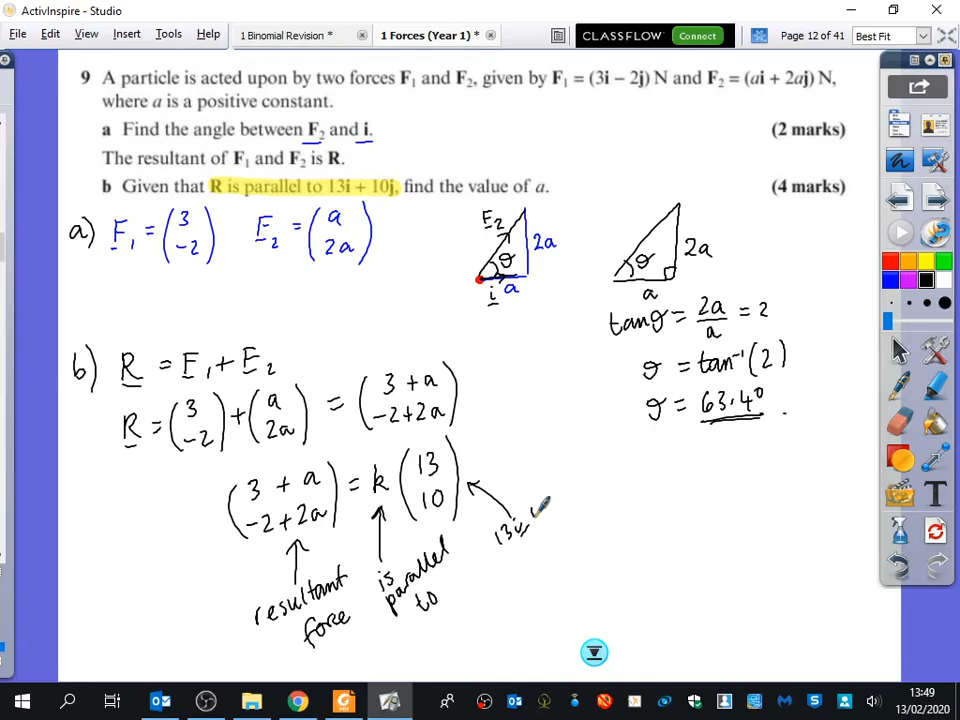 ActivInspire - Studio
File Edit View Insert Tools Help
1 Binomial Revision *
1 Forces (Year 1) *
CLASSFLOW Connect
Page 12 of 41
Best Fit
9 A particle is acted upon by two forces F₁ and F₂, given by F₁ = (3i − 2j) N and F₂ = (ai + 2aj) N,
where a is a positive constant.
a Find the angle between F₂ and i. (2 marks)
The resultant of F₁ and F₂ is R.
b Given that R is parallel to 13i + 10j, find the value of a. (4 marks)
a) F₁ = (3 −2) F₂ = (a 2a)
F₂ θ 2a
i a
θ 2a
a
tanθ = 2a/a = 2
θ = tan⁻¹(2)
θ = 63.4°
b) R = F₁ + F₂
R = (3 −2) + (a 2a) = (3 + a −2 + 2a)
(3 + a −2 + 2a) = k (13 10)
resultant
force
is
parallel
to
13i
13:49
13/02/2020